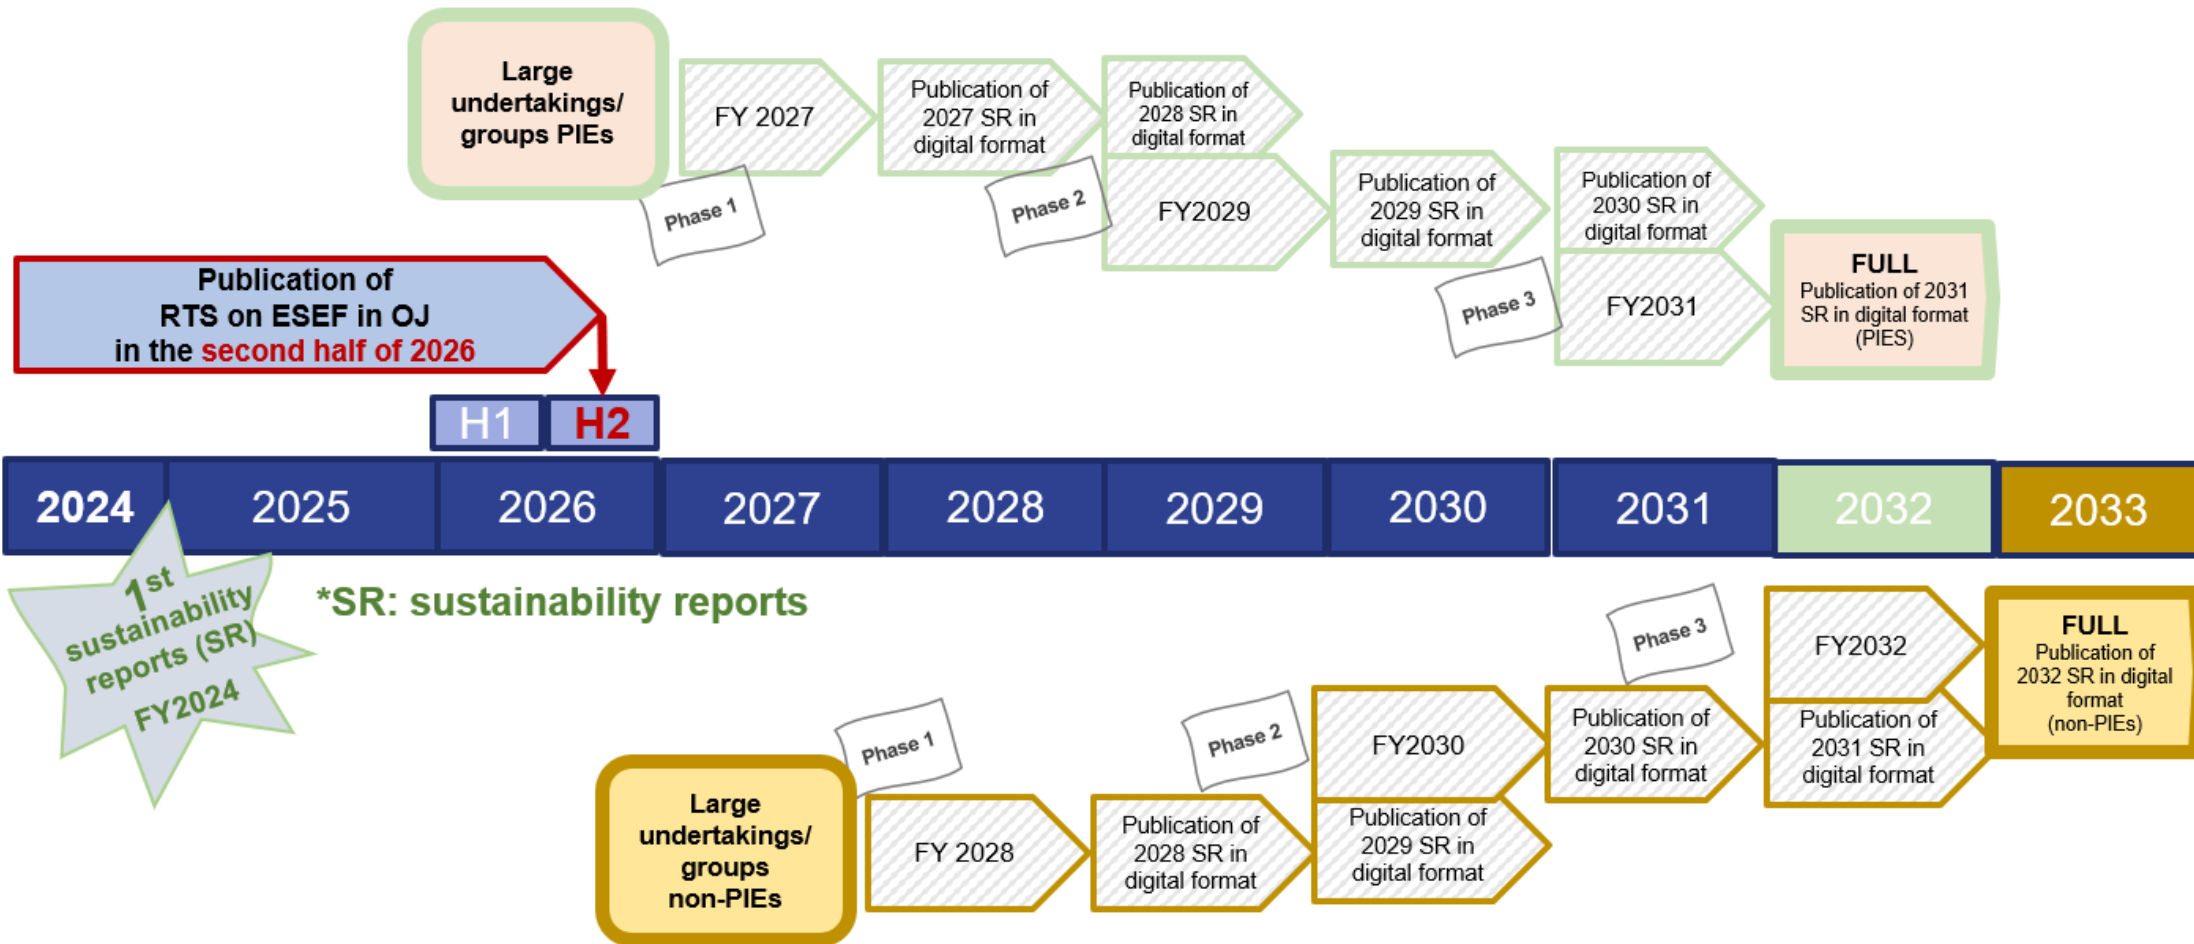 Large
undertakings/
groups PIEs
FY 2027
Publication of
2027 SR in
digital format
Publication of
2028 SR in
digital format
Phase 1
Phase 2
FY2029
Publication of
2029 SR in
digital format
Publication of
2030 SR in
digital format
Phase 3
FY2031
FULL
Publication of 2031
SR in digital format
(PIES)
Publication of
RTS on ESEF in OJ
in the second half of 2026
H1
H2
2024
2025
2026
2027
2028
2029
2030
2031
2032
2033
1st
sustainability
reports (SR)
FY2024
*SR: sustainability reports
Large
undertakings/
groups
non-PIEs
Phase 1
FY 2028
Publication of
2028 SR in
digital format
Phase 2
FY2030
Publication of
2029 SR in
digital format
Publication of
2030 SR in
digital format
Phase 3
FY2032
Publication of
2031 SR in
digital format
FULL
Publication of
2032 SR in digital
format
(non-PIEs)